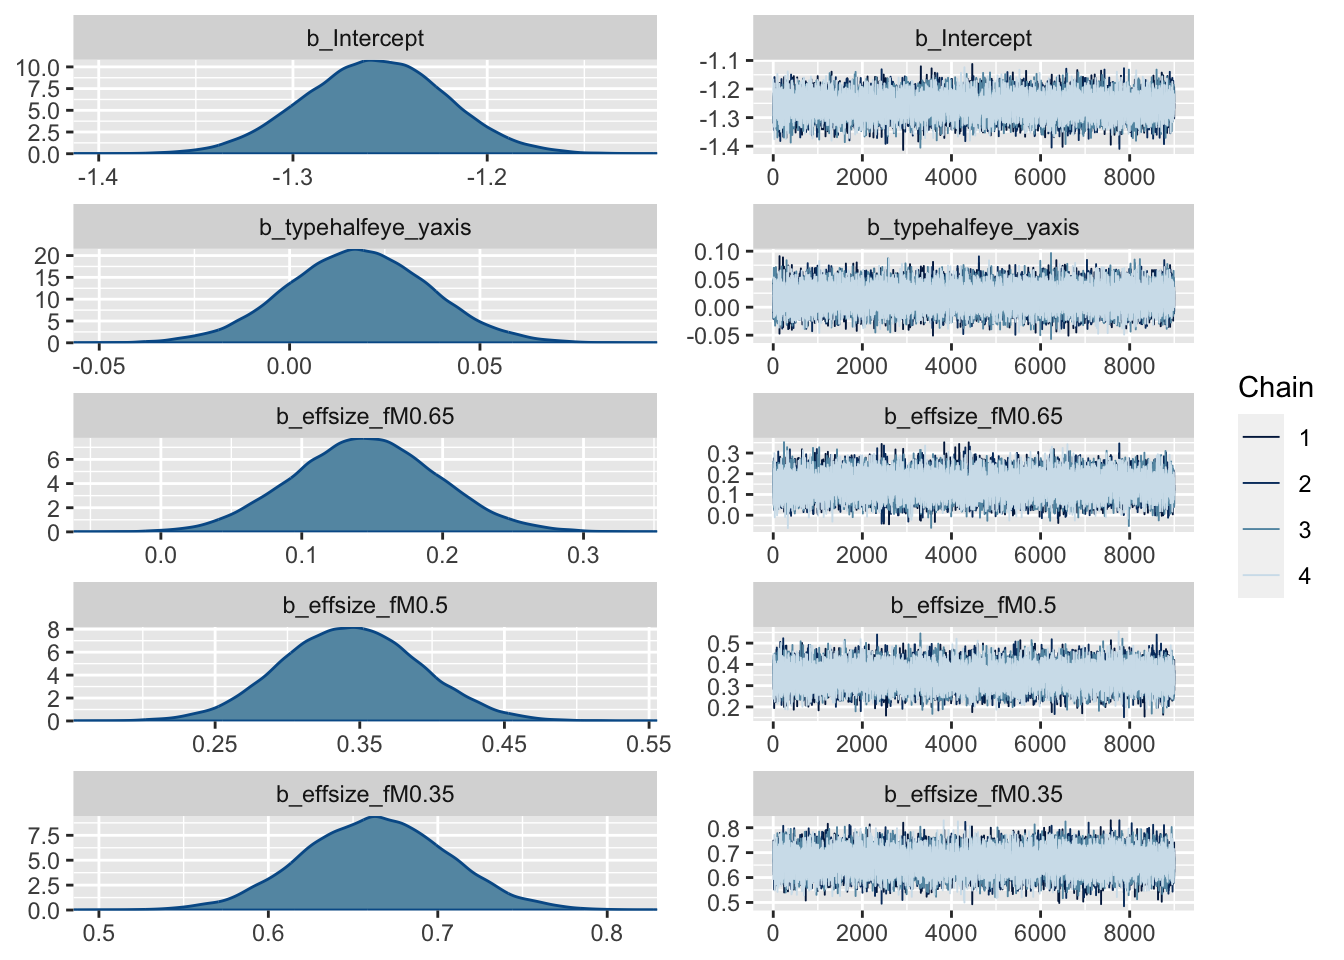 b_Intercept
10.0
7.5
5.0
2.5
0.0
-1.4 -1.3 -1.2
b_Intercept
-1.1
-1.2
-1.3
-1.4
0 2000 4000 6000 8000
b_typehalfeye_yaxis
20
15
10
5
0
-0.05 0.00 0.05
b_typehalfeye_yaxis
0.10
0.05
0.00
-0.05
0 2000 4000 6000 8000
b_effsize_fM0.65
6
4
2
0
0.0 0.1 0.2 0.3
b_effsize_fM0.65
0.3
0.2
0.1
0.0
0 2000 4000 6000 8000
b_effsize_fM0.5
8
6
4
2
0
0.25 0.35 0.45 0.55
b_effsize_fM0.5
0.5
0.4
0.3
0.2
0 2000 4000 6000 8000
b_effsize_fM0.35
7.5
5.0
2.5
0.0
0.5 0.6 0.7 0.8
b_effsize_fM0.35
0.8
0.7
0.6
0.5
0 2000 4000 6000 8000
Chain
1
2
3
4